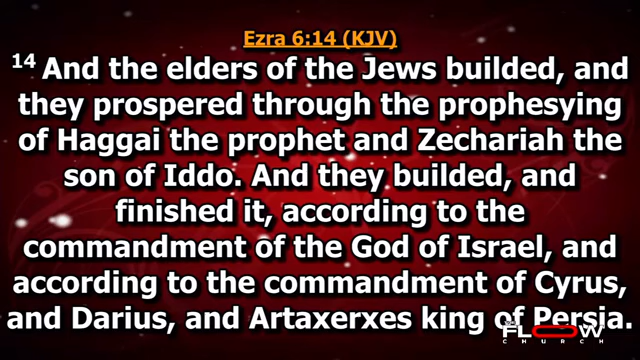 Ezra 6:14 (KJV)
14 And the elders of the Jews builded, and
they prospered through the prophesying
of Haggai the prophet and Zechariah the
son of Iddo. And they builded, and
finished it, according to the
commandment of the God of Israel, and
according to the commandment of Cyrus,
and Darius, and Artaxerxes king of Persia.
FLOW
CHURCH